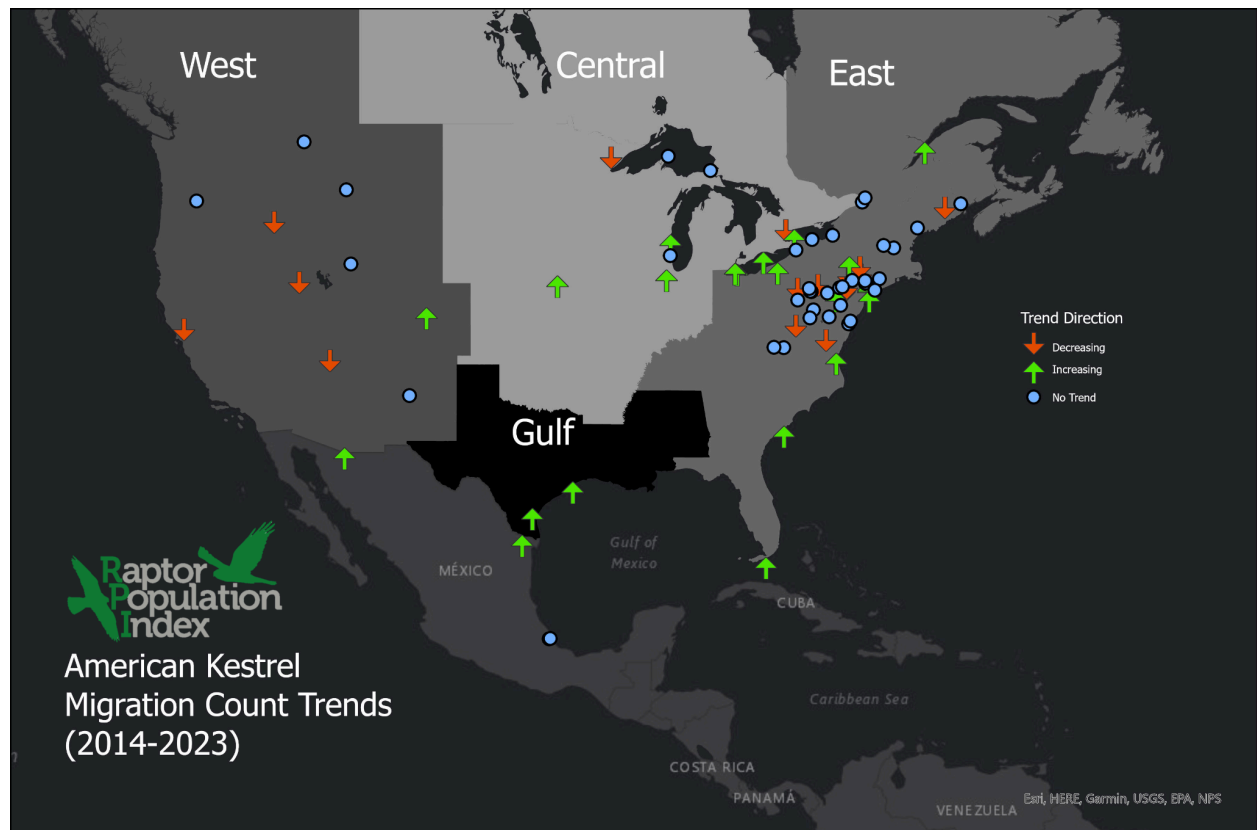 West
Central
East
Trend Direction
Decreasing
Increasing
No Trend
Gulf
Gulf of
Mexico
MÉXICO
CUBA
Raptor
Population
Index
American Kestrel
Migration Count Trends
(2014-2023)
Caribbean Sea
COSTA RICA
PANAMÁ
VENEZUELA
Esri, HERE, Garmin, USGS, EPA, NPS